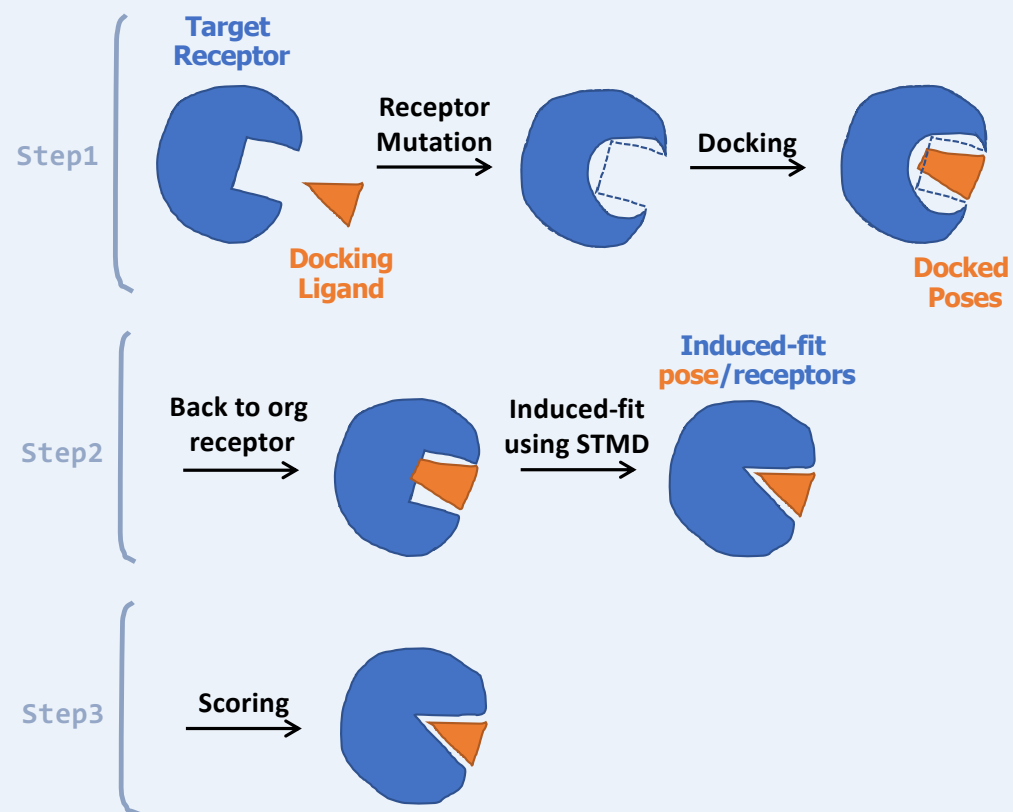 Target
Receptor
Step1
Receptor
Mutation
Docking
Docking
Ligand
Docked
Poses
Induced-fit
pose/receptors
Step2
Back to org
receptor
Induced-fit
using STMD
Step3
Scoring